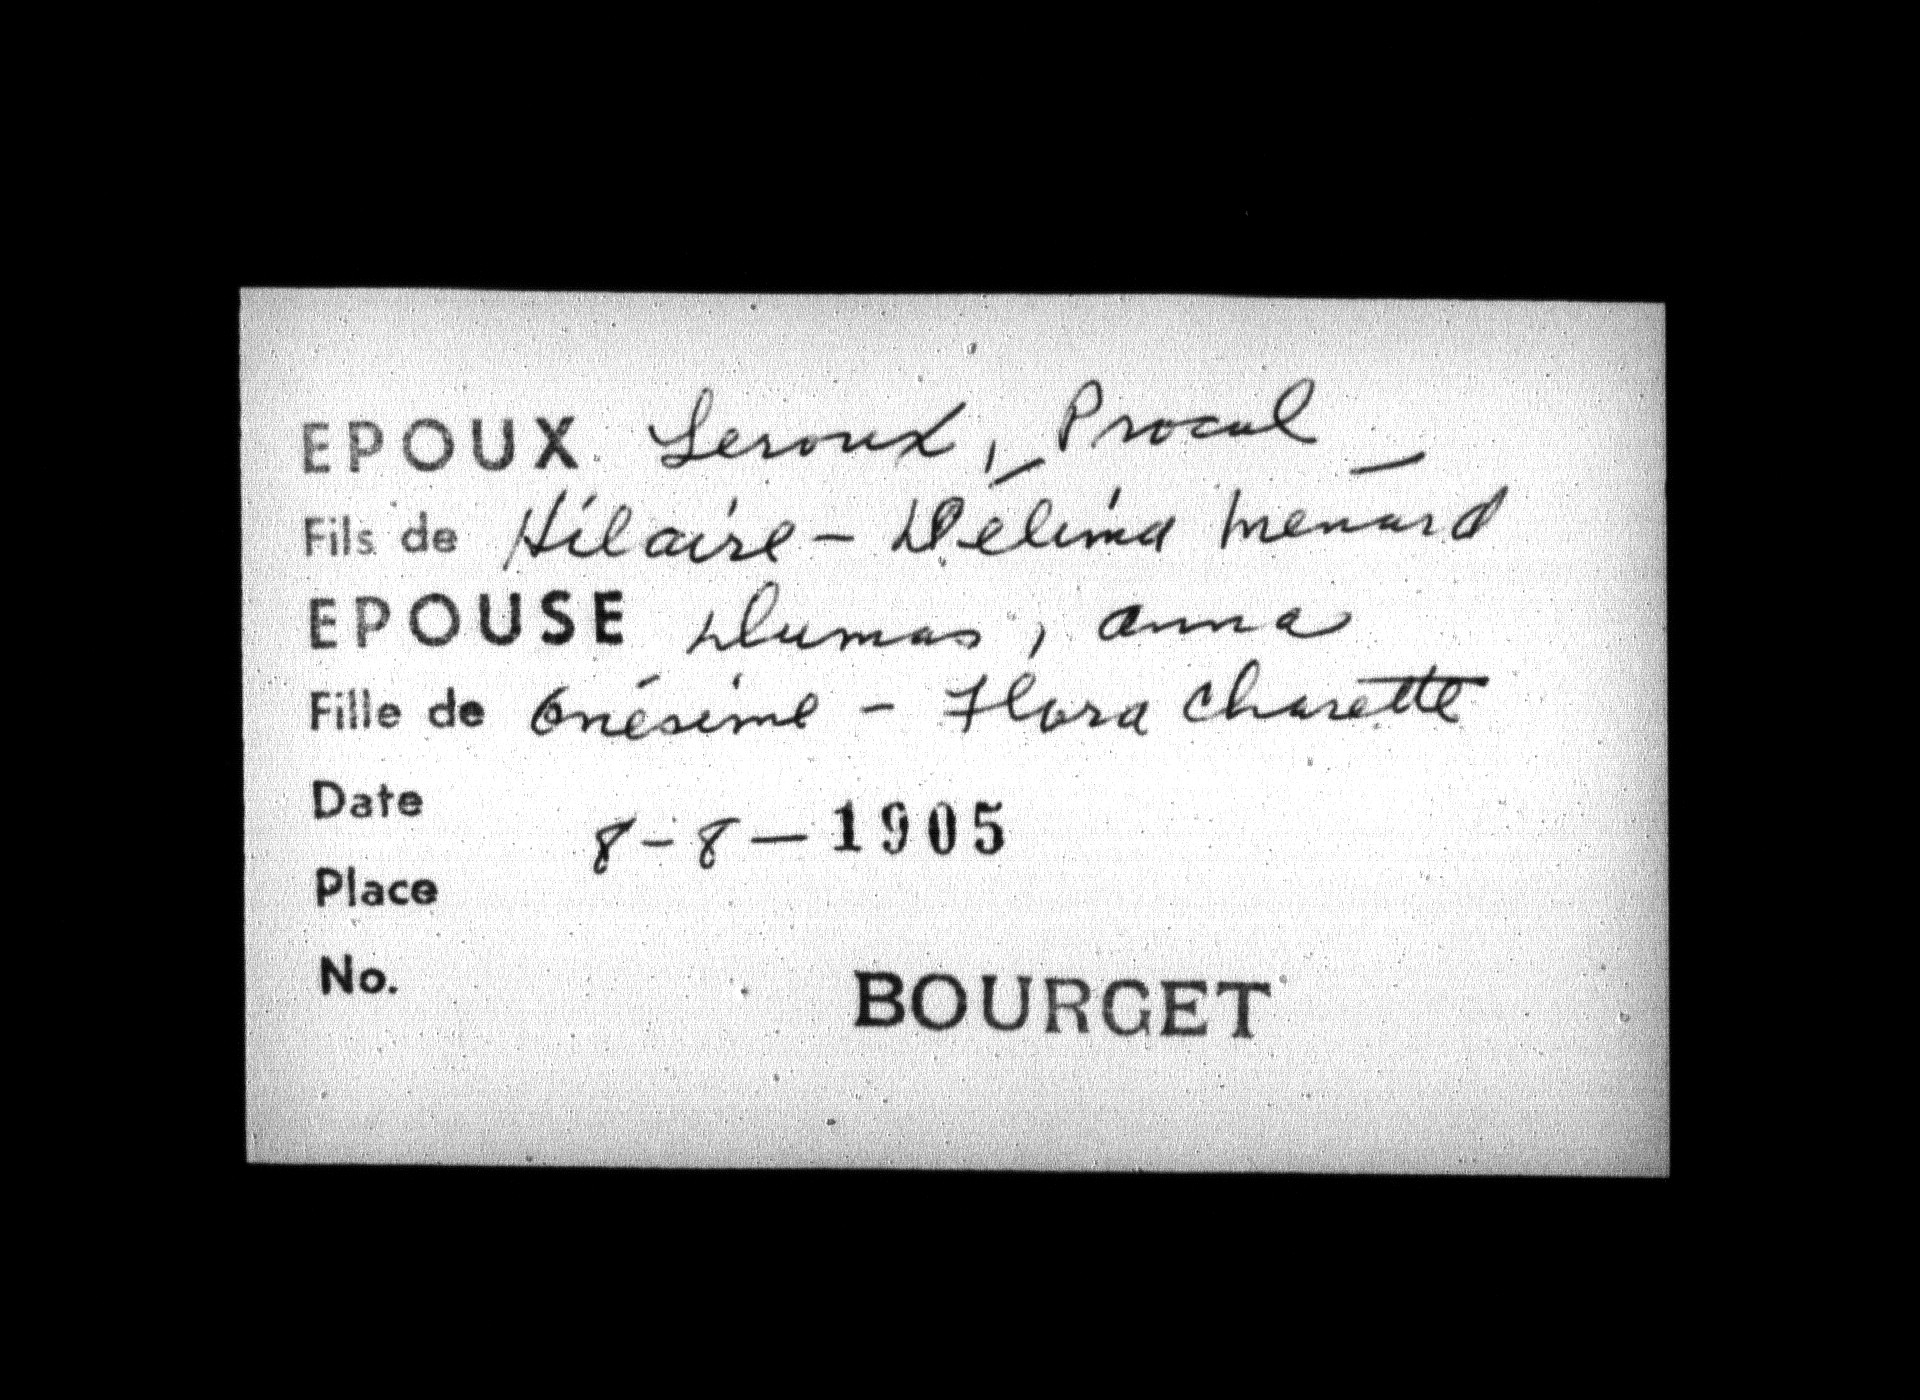 EPOUX Leroux, Procul
Fils de Hilaire - Délima Ménard
EPOUSE Dumas, Anna
Fille de Onésime - Flora Charette
Date 8-8-1905
Place
No. BOURGET